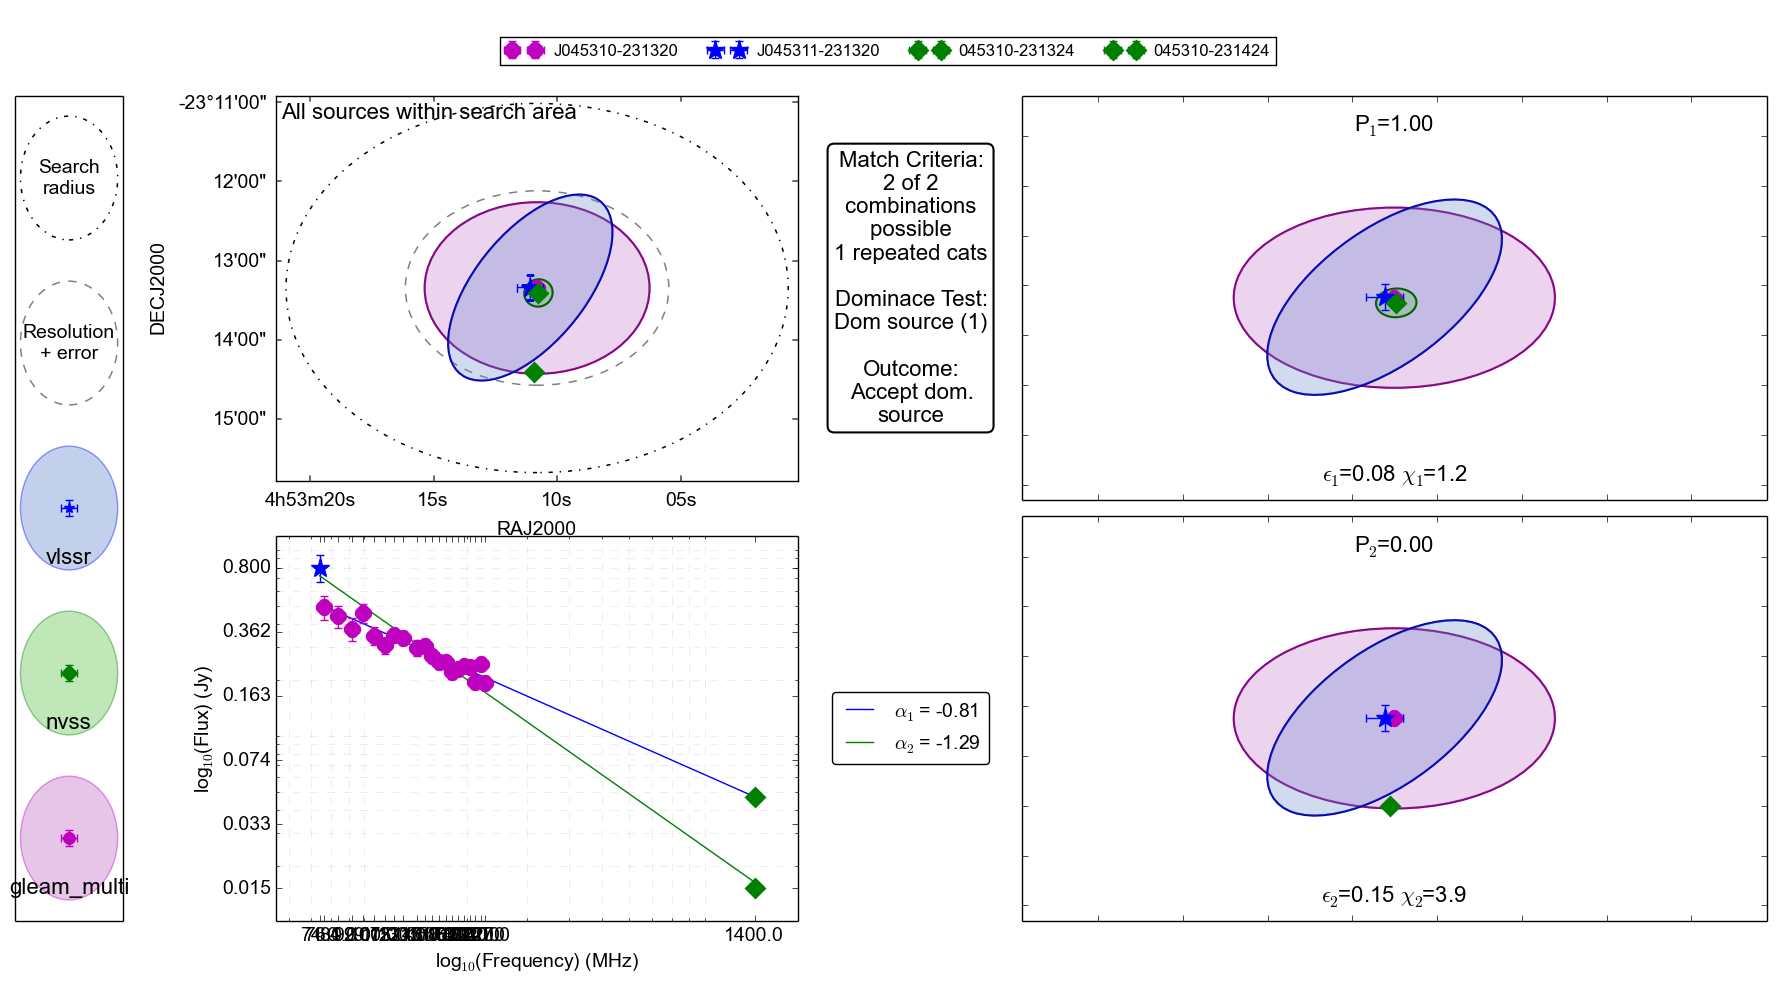 J045310-231320 J045311-231320 045310-231324 045310-231424
Search
radius
Resolution
+ error
vlssr
nvss
gleam_multi
All sources within search area
-23°11'00"
12'00"
13'00"
14'00"
15'00"
DECJ2000
4h53m20s 15s 10s 05s
RAJ2000
Match Criteria:
2 of 2
combinations
possible
1 repeated cats
Dominace Test:
Dom source (1)
Outcome:
Accept dom.
source
P1=1.00
ϵ1=0.08 χ1=1.2
0.800
0.362
0.163
0.074
0.033
0.015
log10(Flux) (Jy)
1400.0
log10(Frequency) (MHz)
α1 = -0.81
α2 = -1.29
P2=0.00
ϵ2=0.15 χ2=3.9